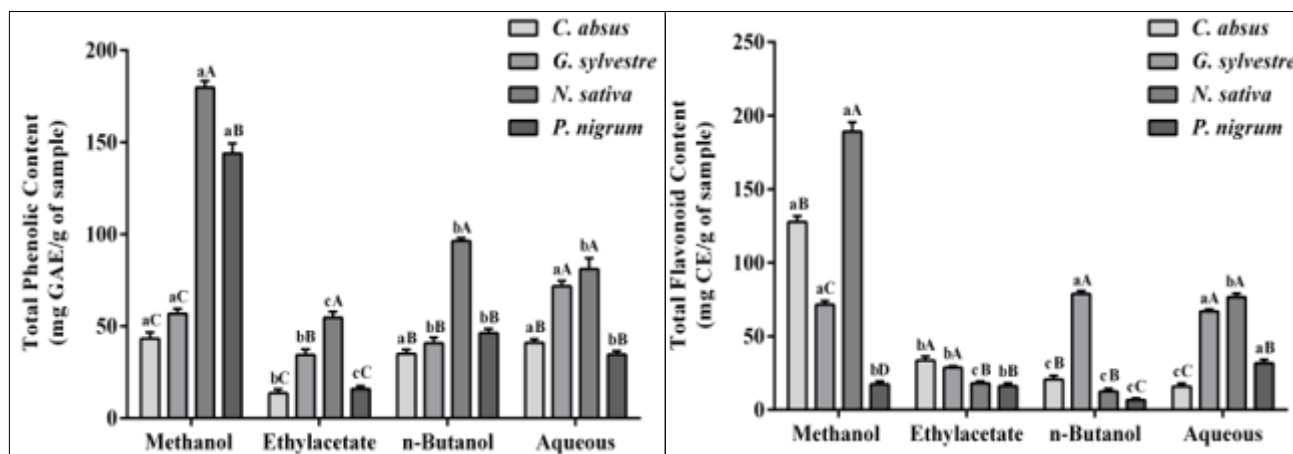 Total Phenolic Content
(mg GAE/g of sample)
200
150
100
50
0
C. absus
G. sylvestre
N. sativa
P. nigrum
aC
aC
aA
aB
bC
bB
cA
cC
aB
bB
bA
bB
aB
aA
bA
bB
Methanol
Ethylacetate
n-Butanol
Aqueous
Total Flavonoid Content
(mg CE/g of sample)
250
200
150
100
50
0
C. absus
G. sylvestre
N. sativa
P. nigrum
aB
aC
aA
bD
bA
bA
cB
bB
cB
aA
cB
cC
cC
aA
bA
aB
Methanol
Ethylacetate
n-Butanol
Aqueous